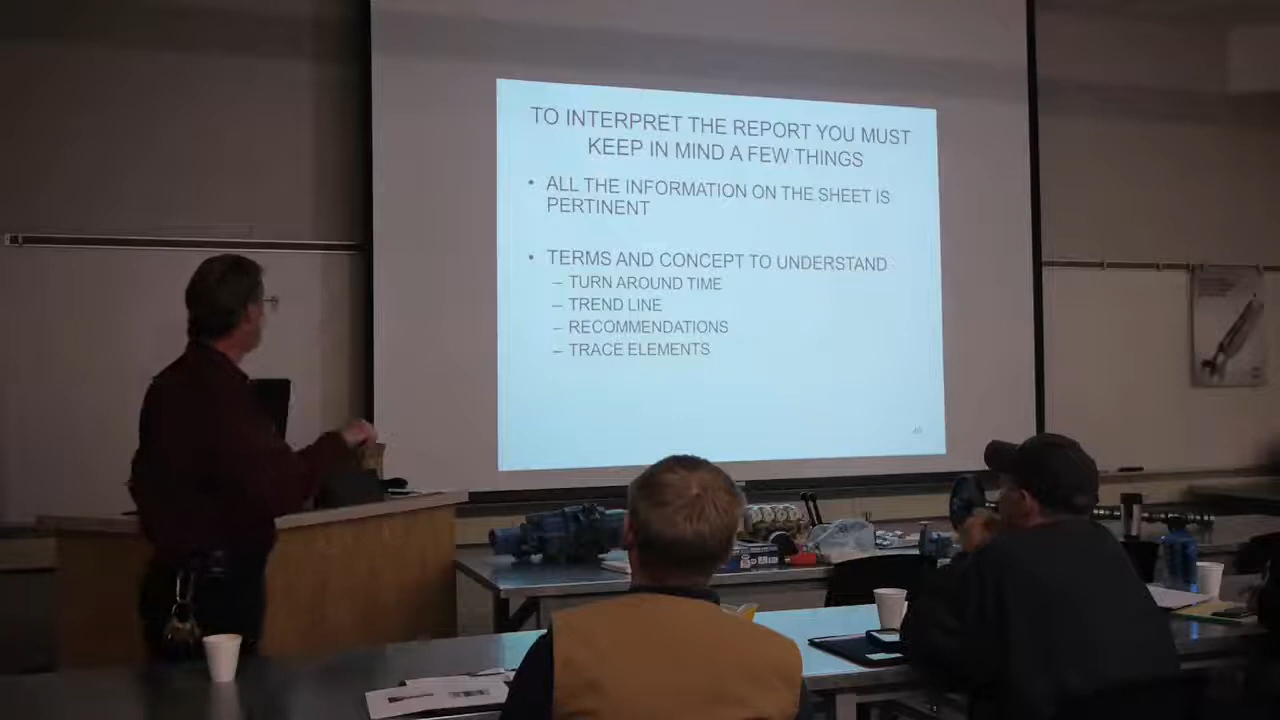 TO INTERPRET THE REPORT YOU MUST
KEEP IN MIND A FEW THINGS
• ALL THE INFORMATION ON THE SHEET IS
PERTINENT
• TERMS AND CONCEPT TO UNDERSTAND
– TURN AROUND TIME
– TREND LINE
– RECOMMENDATIONS
– TRACE ELEMENTS